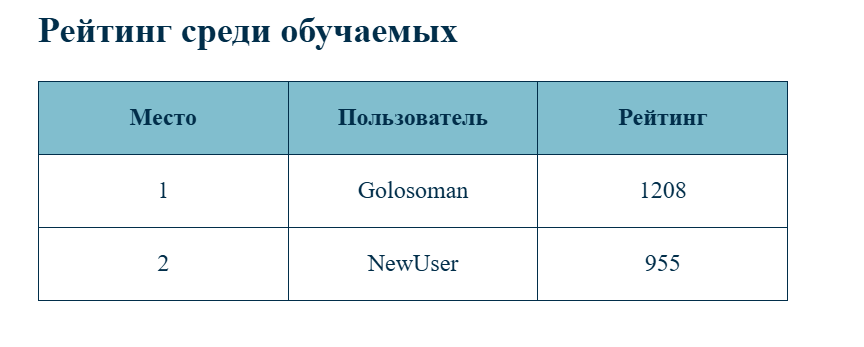 Рейтинг среди обучаемых
Место Пользователь Рейтинг
1 Golosoman 1208
2 NewUser 955